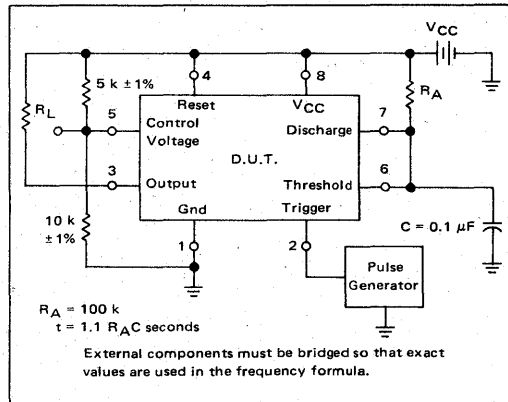 VCC
5 k ±1%
4
8
RA
Reset
VCC
RL
5
Control
Voltage
Discharge
7
D.U.T.
3
Output
Threshold
6
10 k
±1%
Gnd
Trigger
1
2
C = 0.1 µF
Pulse
Generator
RA = 100 k
t = 1.1 RAC seconds
External components must be bridged so that exact
values are used in the frequency formula.